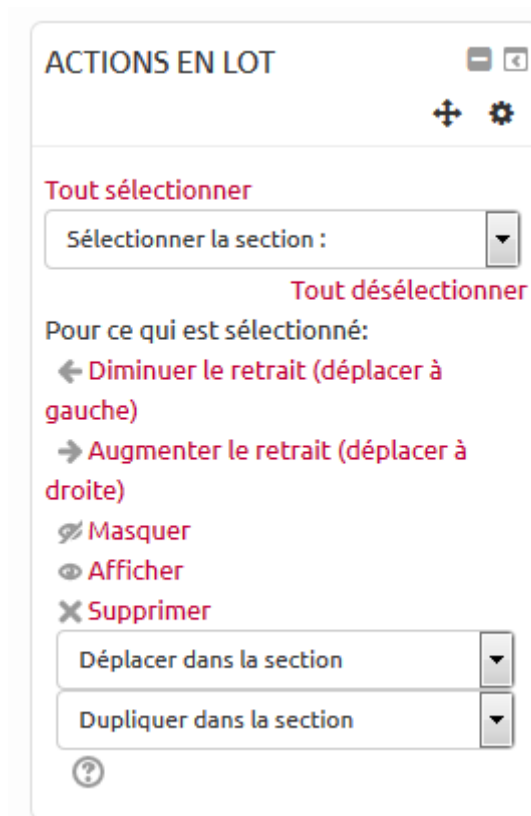 ACTIONS EN LOT
Tout sélectionner
Sélectionner la section :
Tout désélectionner
Pour ce qui est sélectionné:
Diminuer le retrait (déplacer à
gauche)
Augmenter le retrait (déplacer à
droite)
Masquer
Afficher
Supprimer
Déplacer dans la section
Dupliquer dans la section